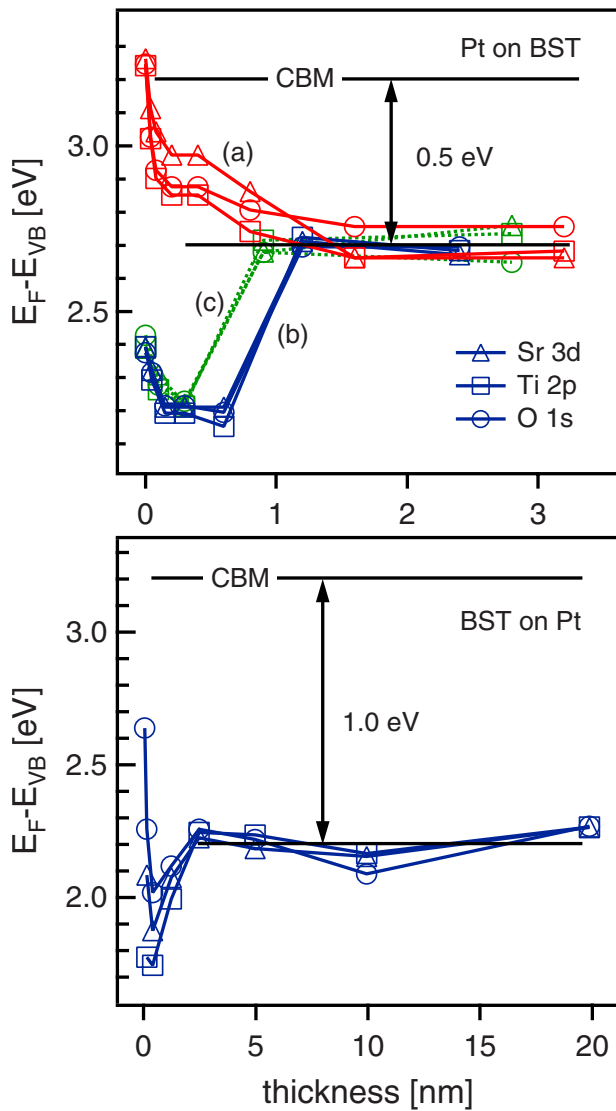 Pt on BST
CBM
3.0
(a)
0.5 eV
E_F-E_VB [eV]
2.5
(c)
(b)
Sr 3d
Ti 2p
O 1s
0 1 2 3
CBM
3.0
BST on Pt
1.0 eV
E_F-E_VB [eV]
2.5
2.0
0 5 10 15 20
thickness [nm]